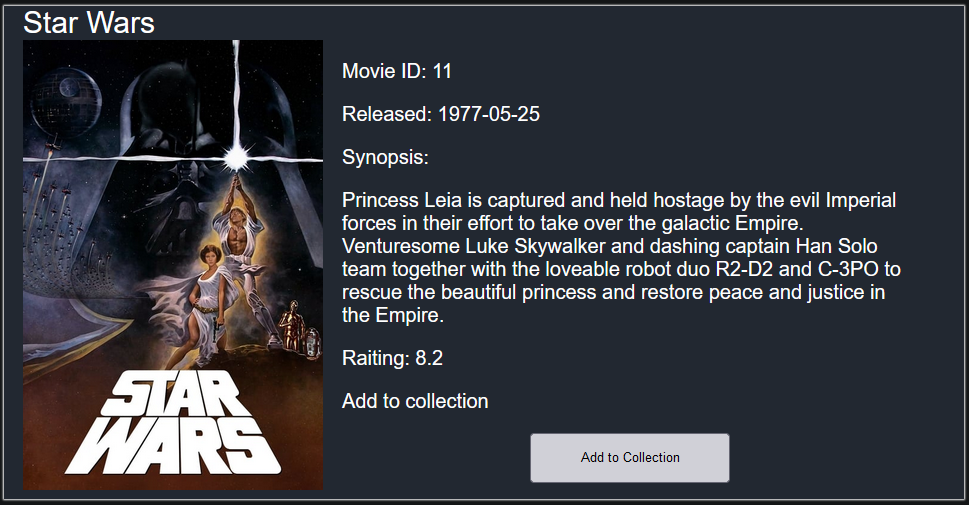 Star Wars
Movie ID: 11
Released: 1977-05-25
Synopsis:
Princess Leia is captured and held hostage by the evil Imperial
forces in their effort to take over the galactic Empire.
Venturesome Luke Skywalker and dashing captain Han Solo
team together with the loveable robot duo R2-D2 and C-3PO to
rescue the beautiful princess and restore peace and justice in
the Empire.
Raiting: 8.2
Add to collection
Add to Collection
STAR
WARS